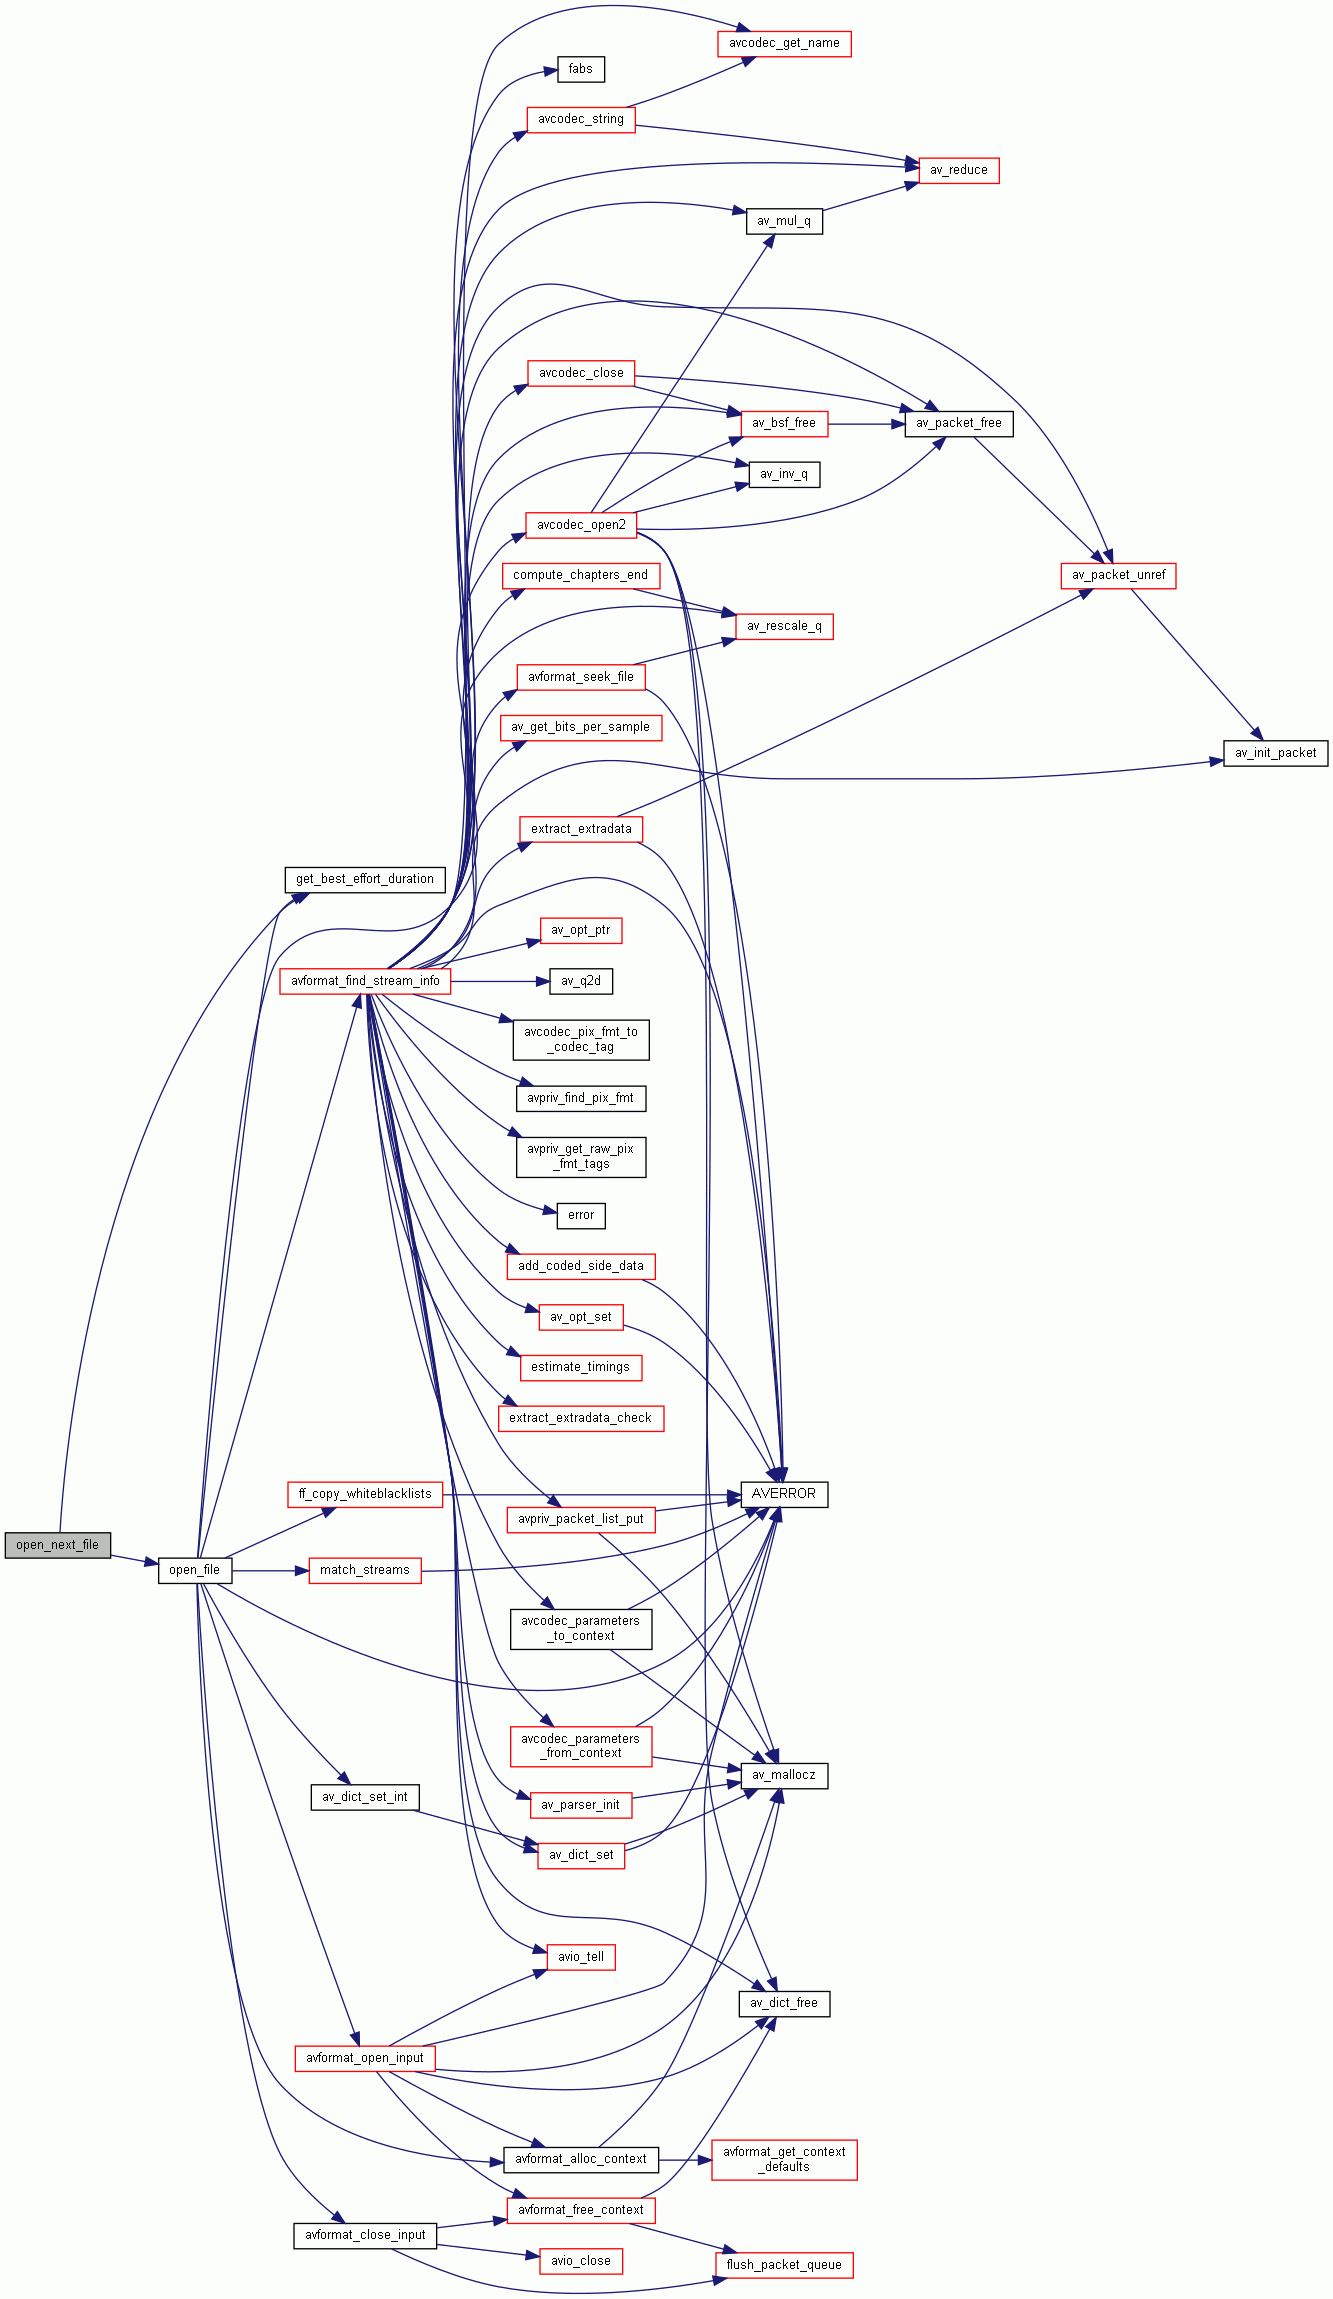 avcodec_get_name
fabs
avcodec_string
av_reduce
av_mul_q
avcodec_close
av_bsf_free
av_packet_free
av_inv_q
avcodec_open2
compute_chapters_end
av_packet_unref
av_rescale_q
avformat_seek_file
av_get_bits_per_sample
av_init_packet
extract_extradata
get_best_effort_duration
av_opt_ptr
avformat_find_stream_info
av_q2d
avcodec_pix_fmt_to
_codec_tag
avpriv_find_pix_fmt
avpriv_get_raw_pix
_fmt_tags
error
add_coded_side_data
av_opt_set
estimate_timings
extract_extradata_check
ff_copy_whiteblacklists
AVERROR
avpriv_packet_list_put
open_next_file
open_file
match_streams
avcodec_parameters
_to_context
avcodec_parameters
_from_context
av_mallocz
av_dict_set_int
av_parser_init
av_dict_set
avio_tell
av_dict_free
avformat_open_input
avformat_alloc_context
avformat_get_context
_defaults
avformat_free_context
avformat_close_input
avio_close
flush_packet_queue